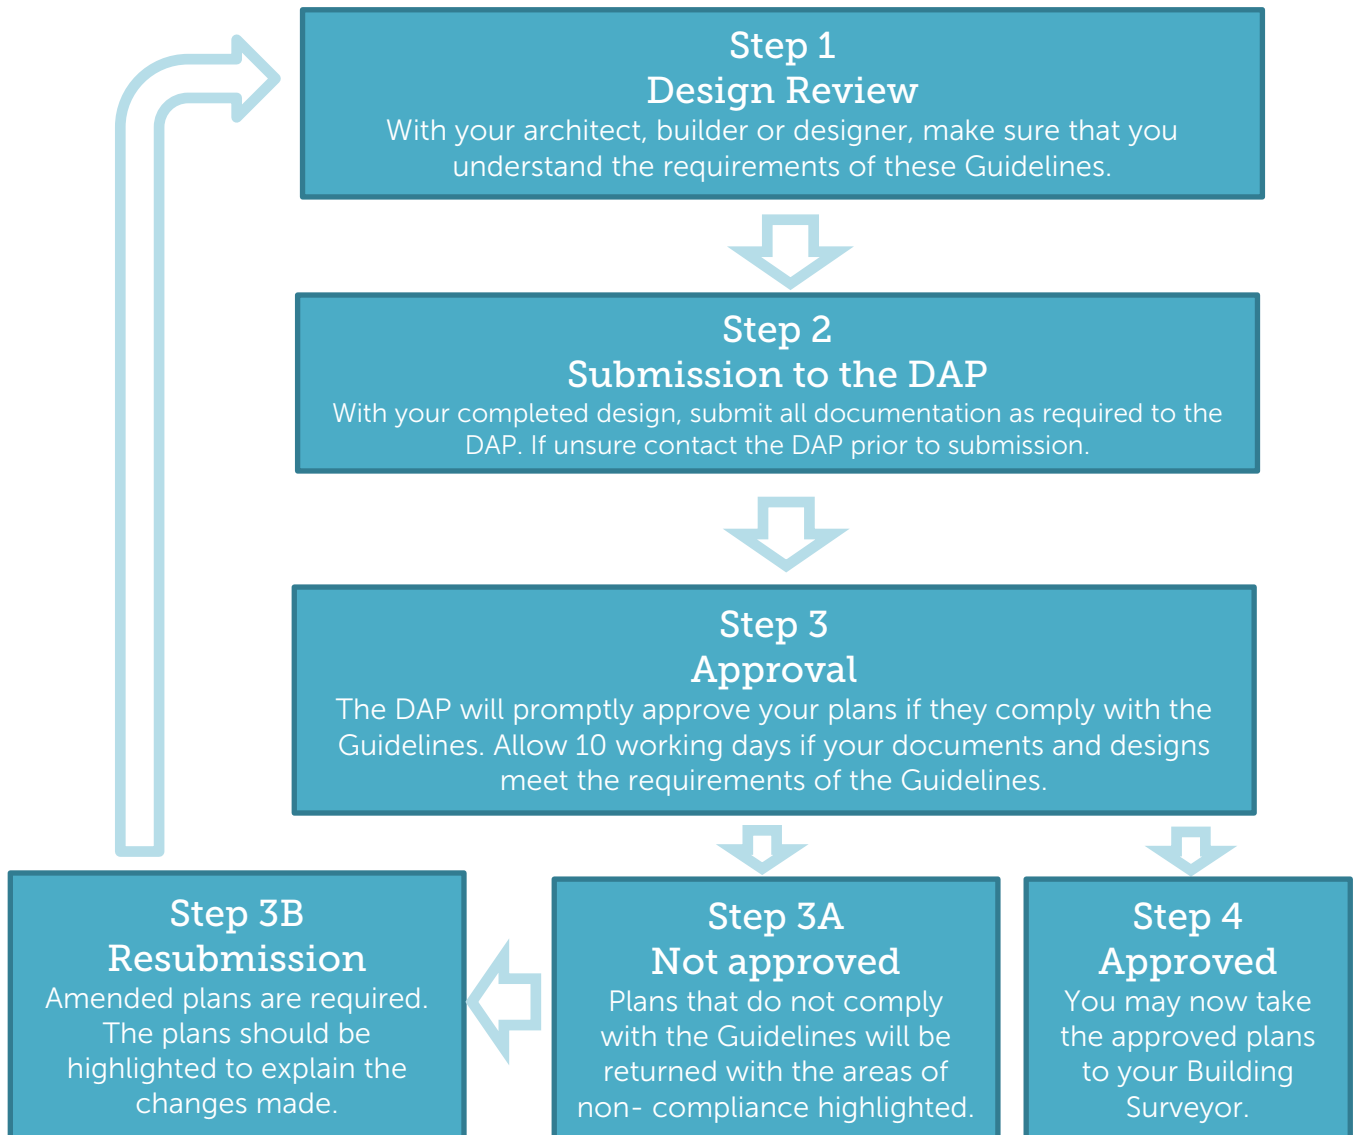 Step 1
Design Review
With your architect, builder or designer, make sure that you
understand the requirements of these Guidelines.
Step 2
Submission to the DAP
With your completed design, submit all documentation as required to the
DAP. If unsure contact the DAP prior to submission.
Step 3
Approval
The DAP will promptly approve your plans if they comply with the
Guidelines. Allow 10 working days if your documents and designs
meet the requirements of the Guidelines.
Step 3B
Resubmission
Amended plans are required.
The plans should be
highlighted to explain the
changes made.
Step 3A
Not approved
Plans that do not comply
with the Guidelines will be
returned with the areas of
non- compliance highlighted.
Step 4
Approved
You may now take
the approved plans
to your Building
Surveyor.